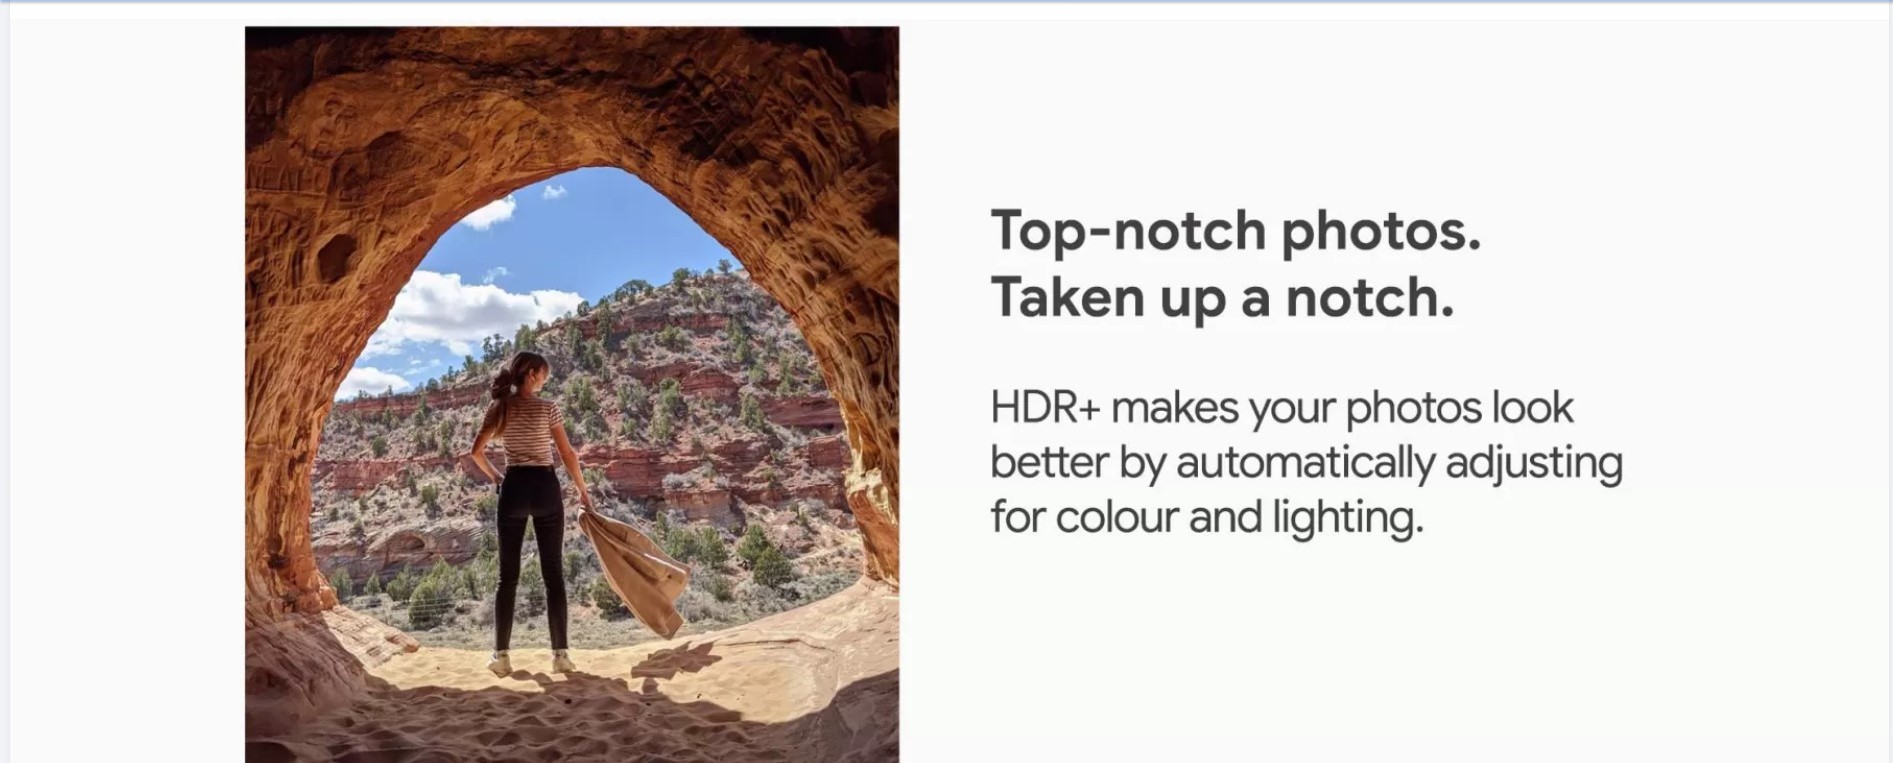 Top-notch photos.
Taken up a notch.
HDR+ makes your photos look
better by automatically adjusting
for colour and lighting.